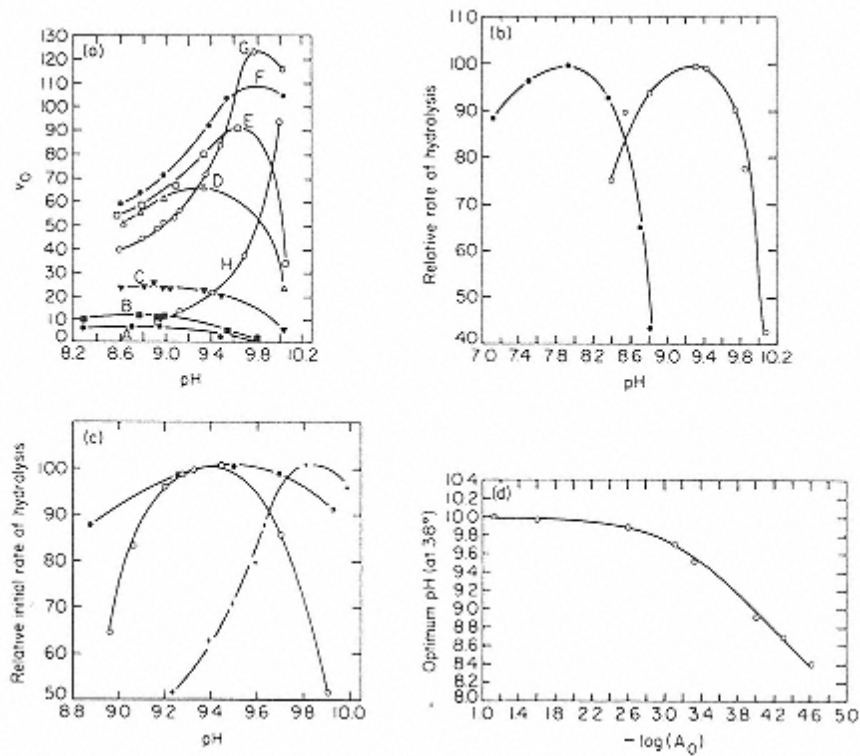 (a)
130
120
110
100
90
80
70
60
50
40
30
20
10
0
v₀
G
F
E
D
H
C
B
A
8.2 8.6 9.0 9.4 9.8 10.2
pH
(b)
110
100
90
80
70
60
50
40
Relative rate of hydrolysis
7.0 7.4 7.8 8.2 8.6 9.0 9.4 9.8 10.2
pH
(c)
100
90
80
70
60
50
Relative initial rate of hydrolysis
8.8 9.0 9.2 9.4 9.6 9.8 10.0
pH
(d)
10.4
10.2
10.0
9.8
9.6
9.4
9.2
9.0
8.8
8.6
8.4
8.2
8.0
Optimum pH (at 38°)
1.0 1.4 1.8 2.2 2.6 3.0 3.4 3.8 4.2 4.6 5.0
− log (A₀)